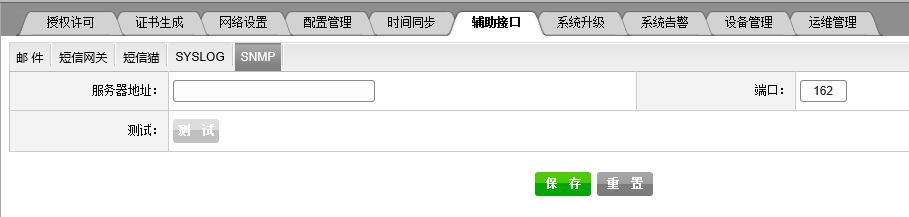 授权许可 证书生成 网络设置 配置管理 时间同步 辅助接口 系统升级 系统告警 设备管理 运维管理
邮 件 短信网关 短信猫 SYSLOG SNMP
服务器地址： 端口： 162
测试： 测 试
保 存 重 置